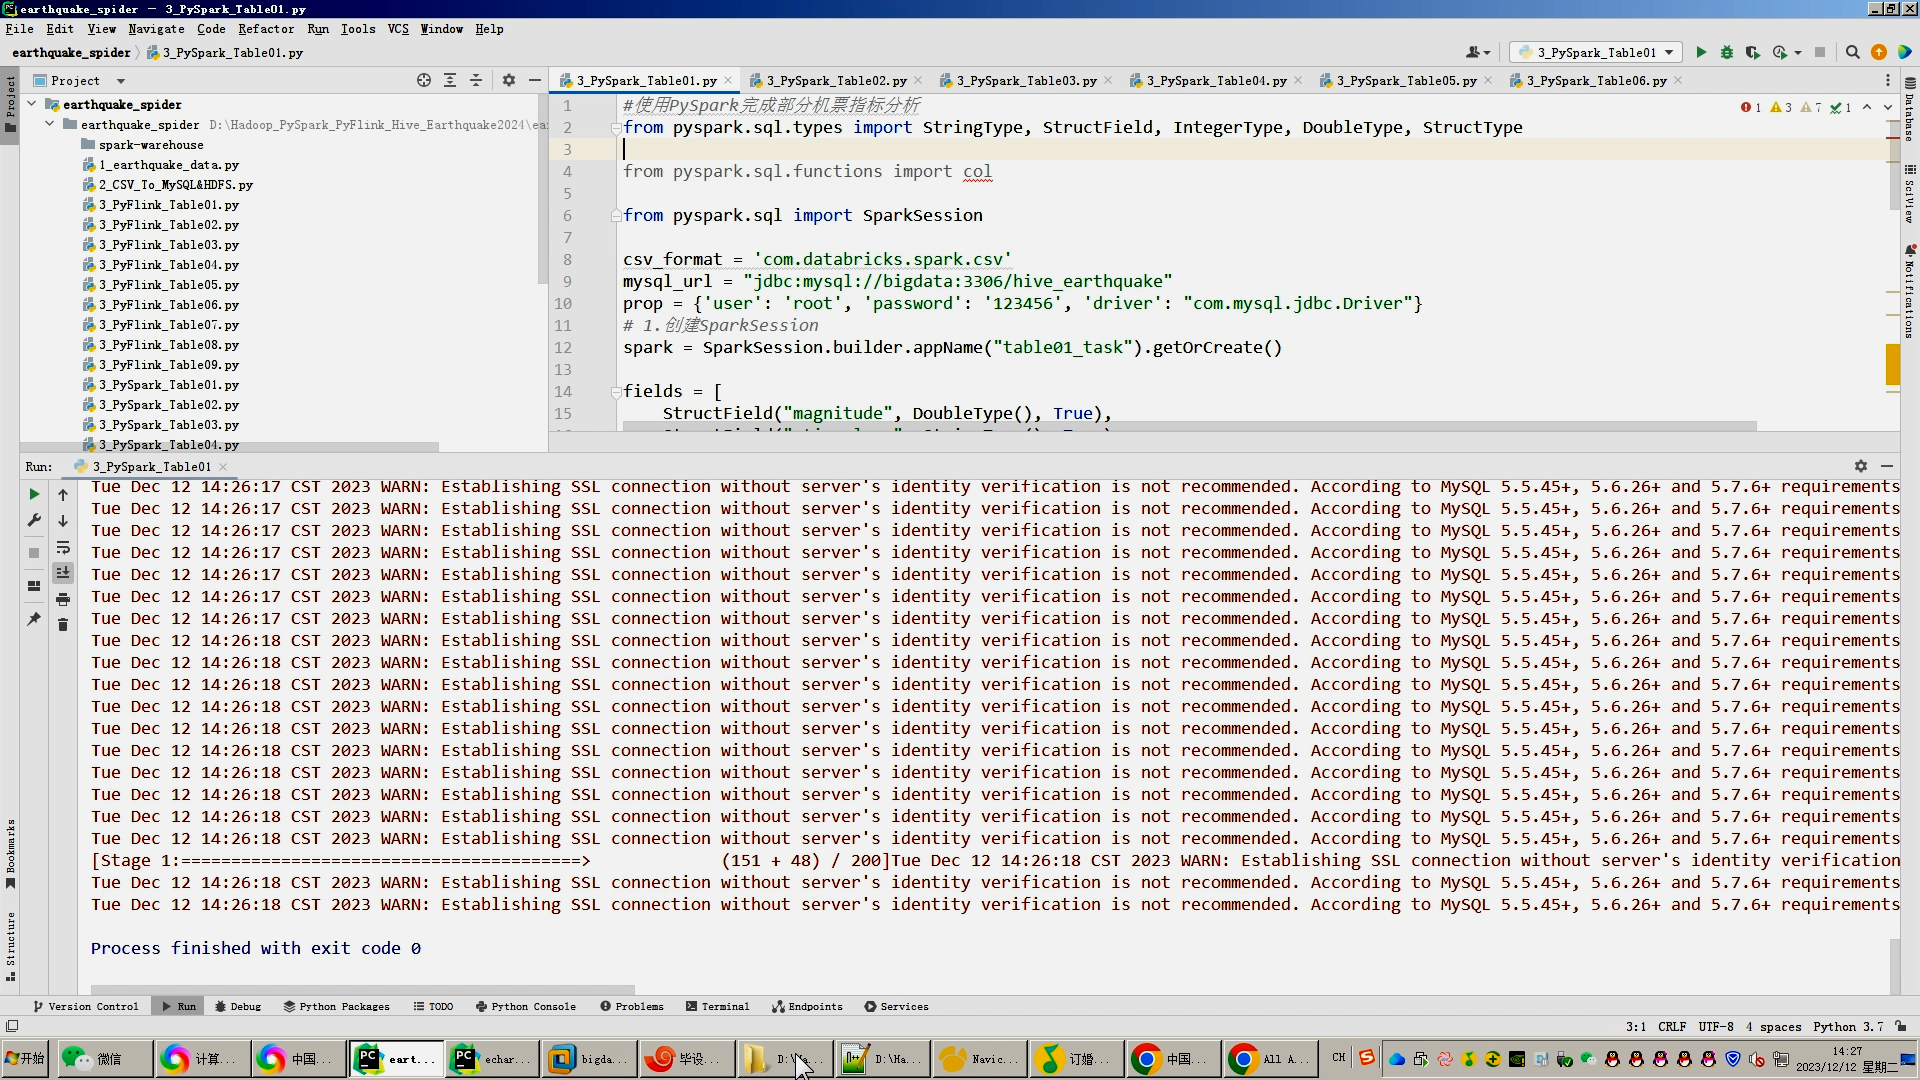 earthquake_spider – 3_PySpark_Table01.py
File Edit View Navigate Code Refactor Run Tools VCS Window Help
earthquake_spider 3_PySpark_Table01.py
3_PySpark_Table01
Project
3_PySpark_Table01.py 3_PySpark_Table02.py 3_PySpark_Table03.py 3_PySpark_Table04.py 3_PySpark_Table05.py 3_PySpark_Table06.py
earthquake_spider
earthquake_spider D:\Hadoop_PySpark_PyFlink_Hive_Earthquake2024\ea
spark-warehouse
1_earthquake_data.py
2_CSV_To_MySQL&HDFS.py
3_PyFlink_Table01.py
3_PyFlink_Table02.py
3_PyFlink_Table03.py
3_PyFlink_Table04.py
3_PyFlink_Table05.py
3_PyFlink_Table06.py
3_PyFlink_Table07.py
3_PyFlink_Table08.py
3_PyFlink_Table09.py
3_PySpark_Table01.py
3_PySpark_Table02.py
3_PySpark_Table03.py
3_PySpark_Table04.py
1 #使用PySpark完成部分机票指标分析
2 from pyspark.sql.types import StringType, StructField, IntegerType, DoubleType, StructType
3
4 from pyspark.sql.functions import col
5
6 from pyspark.sql import SparkSession
7
8 csv_format = 'com.databricks.spark.csv'
9 mysql_url = "jdbc:mysql://bigdata:3306/hive_earthquake"
10 prop = {'user': 'root', 'password': '123456', 'driver': "com.mysql.jdbc.Driver"}
11 # 1.创建SparkSession
12 spark = SparkSession.builder.appName("table01_task").getOrCreate()
13
14 fields = [
15 StructField("magnitude", DoubleType(), True),
1 3 7 1
Project
Database
SciView
Notifications
Bookmarks
Structure
Run: 3_PySpark_Table01
Tue Dec 12 14:26:17 CST 2023 WARN: Establishing SSL connection without server's identity verification is not recommended. According to MySQL 5.5.45+, 5.6.26+ and 5.7.6+ requirements
Tue Dec 12 14:26:17 CST 2023 WARN: Establishing SSL connection without server's identity verification is not recommended. According to MySQL 5.5.45+, 5.6.26+ and 5.7.6+ requirements
Tue Dec 12 14:26:17 CST 2023 WARN: Establishing SSL connection without server's identity verification is not recommended. According to MySQL 5.5.45+, 5.6.26+ and 5.7.6+ requirements
Tue Dec 12 14:26:17 CST 2023 WARN: Establishing SSL connection without server's identity verification is not recommended. According to MySQL 5.5.45+, 5.6.26+ and 5.7.6+ requirements
Tue Dec 12 14:26:17 CST 2023 WARN: Establishing SSL connection without server's identity verification is not recommended. According to MySQL 5.5.45+, 5.6.26+ and 5.7.6+ requirements
Tue Dec 12 14:26:17 CST 2023 WARN: Establishing SSL connection without server's identity verification is not recommended. According to MySQL 5.5.45+, 5.6.26+ and 5.7.6+ requirements
Tue Dec 12 14:26:17 CST 2023 WARN: Establishing SSL connection without server's identity verification is not recommended. According to MySQL 5.5.45+, 5.6.26+ and 5.7.6+ requirements
Tue Dec 12 14:26:18 CST 2023 WARN: Establishing SSL connection without server's identity verification is not recommended. According to MySQL 5.5.45+, 5.6.26+ and 5.7.6+ requirements
Tue Dec 12 14:26:18 CST 2023 WARN: Establishing SSL connection without server's identity verification is not recommended. According to MySQL 5.5.45+, 5.6.26+ and 5.7.6+ requirements
Tue Dec 12 14:26:18 CST 2023 WARN: Establishing SSL connection without server's identity verification is not recommended. According to MySQL 5.5.45+, 5.6.26+ and 5.7.6+ requirements
Tue Dec 12 14:26:18 CST 2023 WARN: Establishing SSL connection without server's identity verification is not recommended. According to MySQL 5.5.45+, 5.6.26+ and 5.7.6+ requirements
Tue Dec 12 14:26:18 CST 2023 WARN: Establishing SSL connection without server's identity verification is not recommended. According to MySQL 5.5.45+, 5.6.26+ and 5.7.6+ requirements
Tue Dec 12 14:26:18 CST 2023 WARN: Establishing SSL connection without server's identity verification is not recommended. According to MySQL 5.5.45+, 5.6.26+ and 5.7.6+ requirements
Tue Dec 12 14:26:18 CST 2023 WARN: Establishing SSL connection without server's identity verification is not recommended. According to MySQL 5.5.45+, 5.6.26+ and 5.7.6+ requirements
Tue Dec 12 14:26:18 CST 2023 WARN: Establishing SSL connection without server's identity verification is not recommended. According to MySQL 5.5.45+, 5.6.26+ and 5.7.6+ requirements
Tue Dec 12 14:26:18 CST 2023 WARN: Establishing SSL connection without server's identity verification is not recommended. According to MySQL 5.5.45+, 5.6.26+ and 5.7.6+ requirements
Tue Dec 12 14:26:18 CST 2023 WARN: Establishing SSL connection without server's identity verification is not recommended. According to MySQL 5.5.45+, 5.6.26+ and 5.7.6+ requirements
[Stage 1:========================================> (151 + 48) / 200]Tue Dec 12 14:26:18 CST 2023 WARN: Establishing SSL connection without server's identity verification
Tue Dec 12 14:26:18 CST 2023 WARN: Establishing SSL connection without server's identity verification is not recommended. According to MySQL 5.5.45+, 5.6.26+ and 5.7.6+ requirements
Tue Dec 12 14:26:18 CST 2023 WARN: Establishing SSL connection without server's identity verification is not recommended. According to MySQL 5.5.45+, 5.6.26+ and 5.7.6+ requirements
Process finished with exit code 0
Version Control Run Debug Python Packages TODO Python Console Problems Terminal Endpoints Services
3:1 CRLF UTF-8 4 spaces Python 3.7
开始 微信 计算... 中国... eart... echar... bigda... 毕设... D:\Ha... D:\Ha... Navic... 订婚... 中国... All A... CH 14:27
2023/12/12 星期二